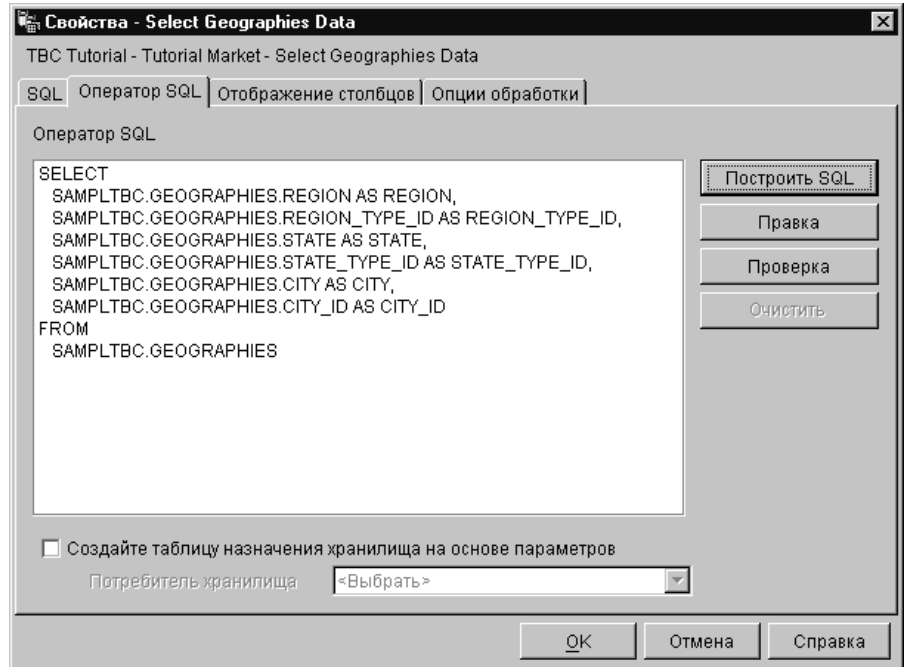 Свойства - Select Geographies Data
TBC Tutorial - Tutorial Market - Select Geographies Data
SQL Оператор SQL Отображение столбцов Опции обработки
Оператор SQL
SELECT
SAMPLTBC.GEOGRAPHIES.REGION AS REGION,
SAMPLTBC.GEOGRAPHIES.REGION_TYPE_ID AS REGION_TYPE_ID,
SAMPLTBC.GEOGRAPHIES.STATE AS STATE,
SAMPLTBC.GEOGRAPHIES.STATE_TYPE_ID AS STATE_TYPE_ID,
SAMPLTBC.GEOGRAPHIES.CITY AS CITY,
SAMPLTBC.GEOGRAPHIES.CITY_ID AS CITY_ID
FROM
SAMPLTBC.GEOGRAPHIES
Построить SQL
Правка
Проверка
Очистить
Создайте таблицу назначения хранилища на основе параметров
Потребитель хранилища <Выбрать>
OK Отмена Справка